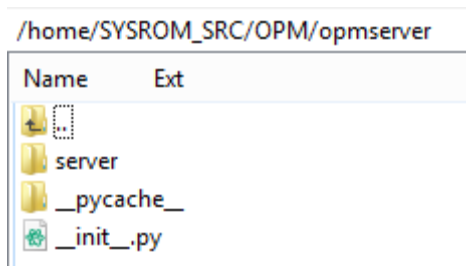 /home/SYSROM_SRC/OPM/opmserver
Name Ext
..
server
__pycache__
__init__.py